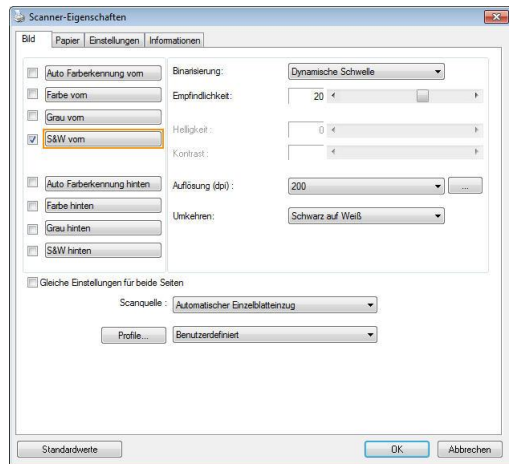 Scanner-Eigenschaften
Bild Papier Einstellungen Informationen
Auto Farberkennung vorn
Farbe vorn
Grau vorn
S&W vorn
Auto Farberkennung hinten
Farbe hinten
Grau hinten
S&W hinten
Binarisierung: Dynamische Schwelle
Empfindlichkeit: 20
Helligkeit: 0
Kontrast:
Auflösung (dpi) : 200 ...
Umkehren: Schwarz auf Weiß
Gleiche Einstellungen für beide Seiten
Scanquelle : Automatischer Einzelblatteinzug
Profile... Benutzerdefiniert
Standardwerte OK Abbrechen